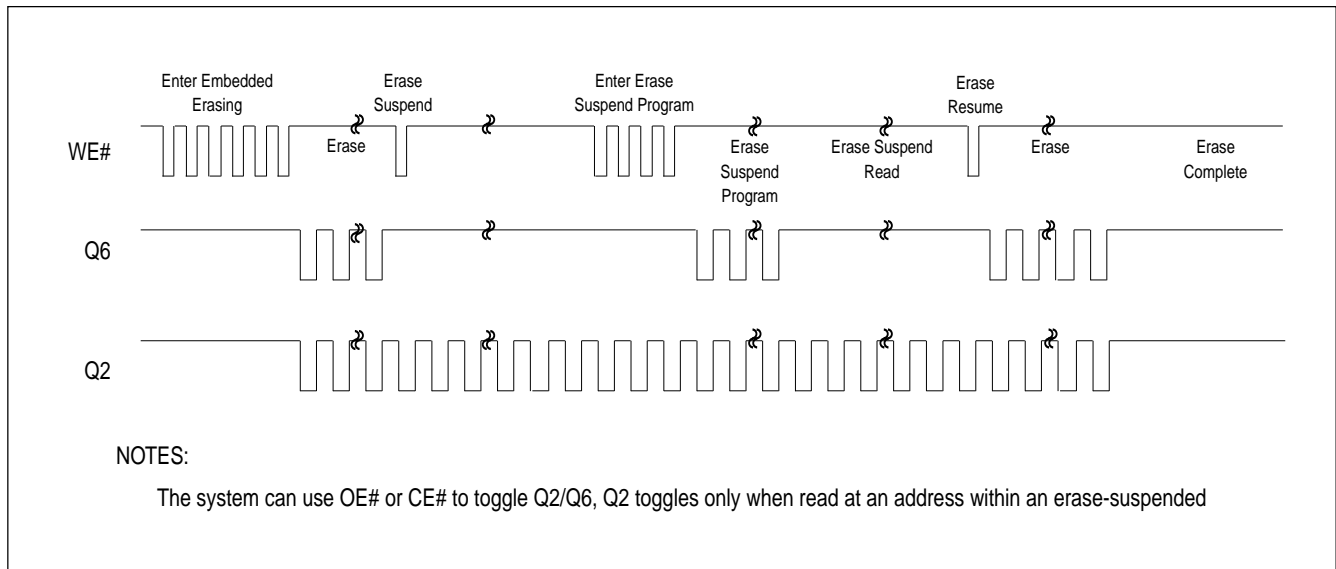 Enter Embedded
Erasing
Erase
Suspend
Enter Erase
Suspend Program
Erase
Resume
WE#
Erase
Erase
Suspend
Program
Erase Suspend
Read
Erase
Erase
Complete
Q6
Q2
NOTES:
The system can use OE# or CE# to toggle Q2/Q6, Q2 toggles only when read at an address within an erase-suspended